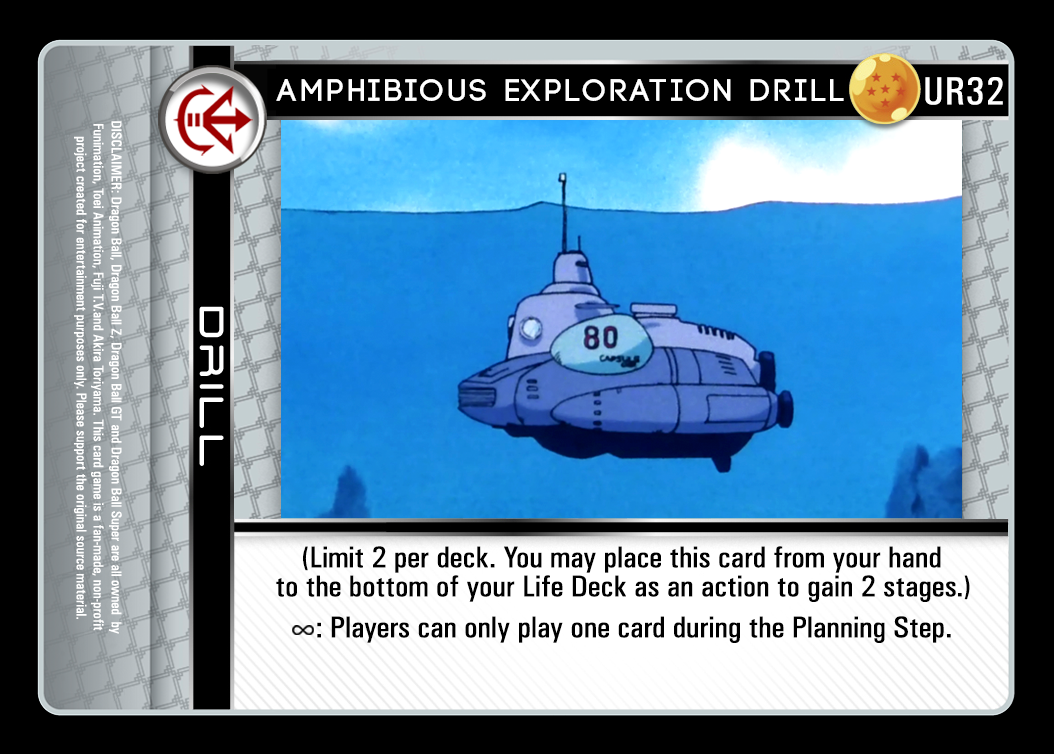 AMPHIBIOUS EXPLORATION DRILL UR32
DRILL
DISCLAIMER: Dragon Ball, Dragon Ball Z, Dragon Ball GT and Dragon Ball Super are all owned by
Funimation, Toei Animation, Fuji T.V.and Akira Toriyama. This card game is a fan-made, non-profit
project created for entertainment purposes only. Please support the original source material.
80
CAPSULE
(Limit 2 per deck. You may place this card from your hand
to the bottom of your Life Deck as an action to gain 2 stages.)
∞: Players can only play one card during the Planning Step.